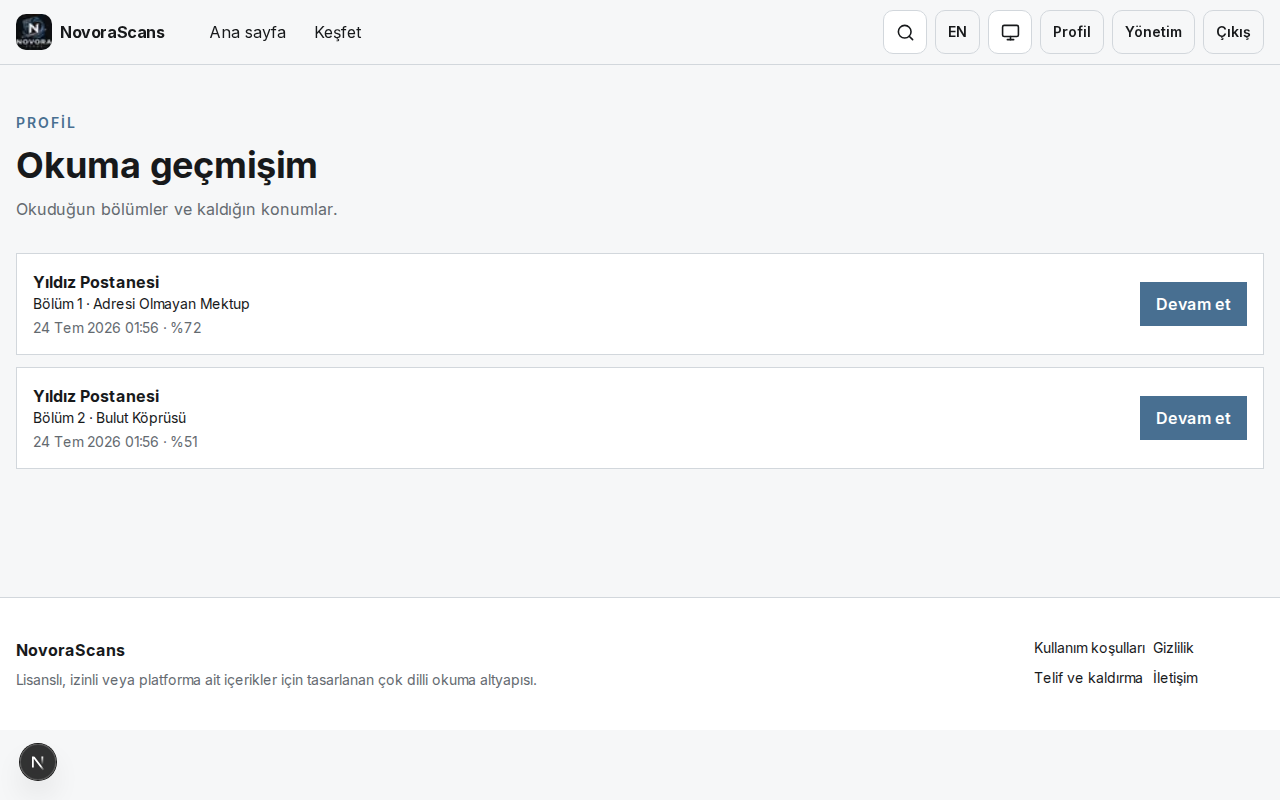 NOVORA
NovoraScans
Ana sayfa
Keşfet
EN
Profil
Yönetim
Çıkış
PROFİL
Okuma geçmişim
Okuduğun bölümler ve kaldığın konumlar.
Yıldız Postanesi
Bölüm 1 · Adresi Olmayan Mektup
24 Tem 2026 01:56 · %72
Devam et
Yıldız Postanesi
Bölüm 2 · Bulut Köprüsü
24 Tem 2026 01:56 · %51
Devam et
NovoraScans
Lisanslı, izinli veya platforma ait içerikler için tasarlanan çok dilli okuma altyapısı.
Kullanım koşulları
Gizlilik
Telif ve kaldırma
İletişim
N